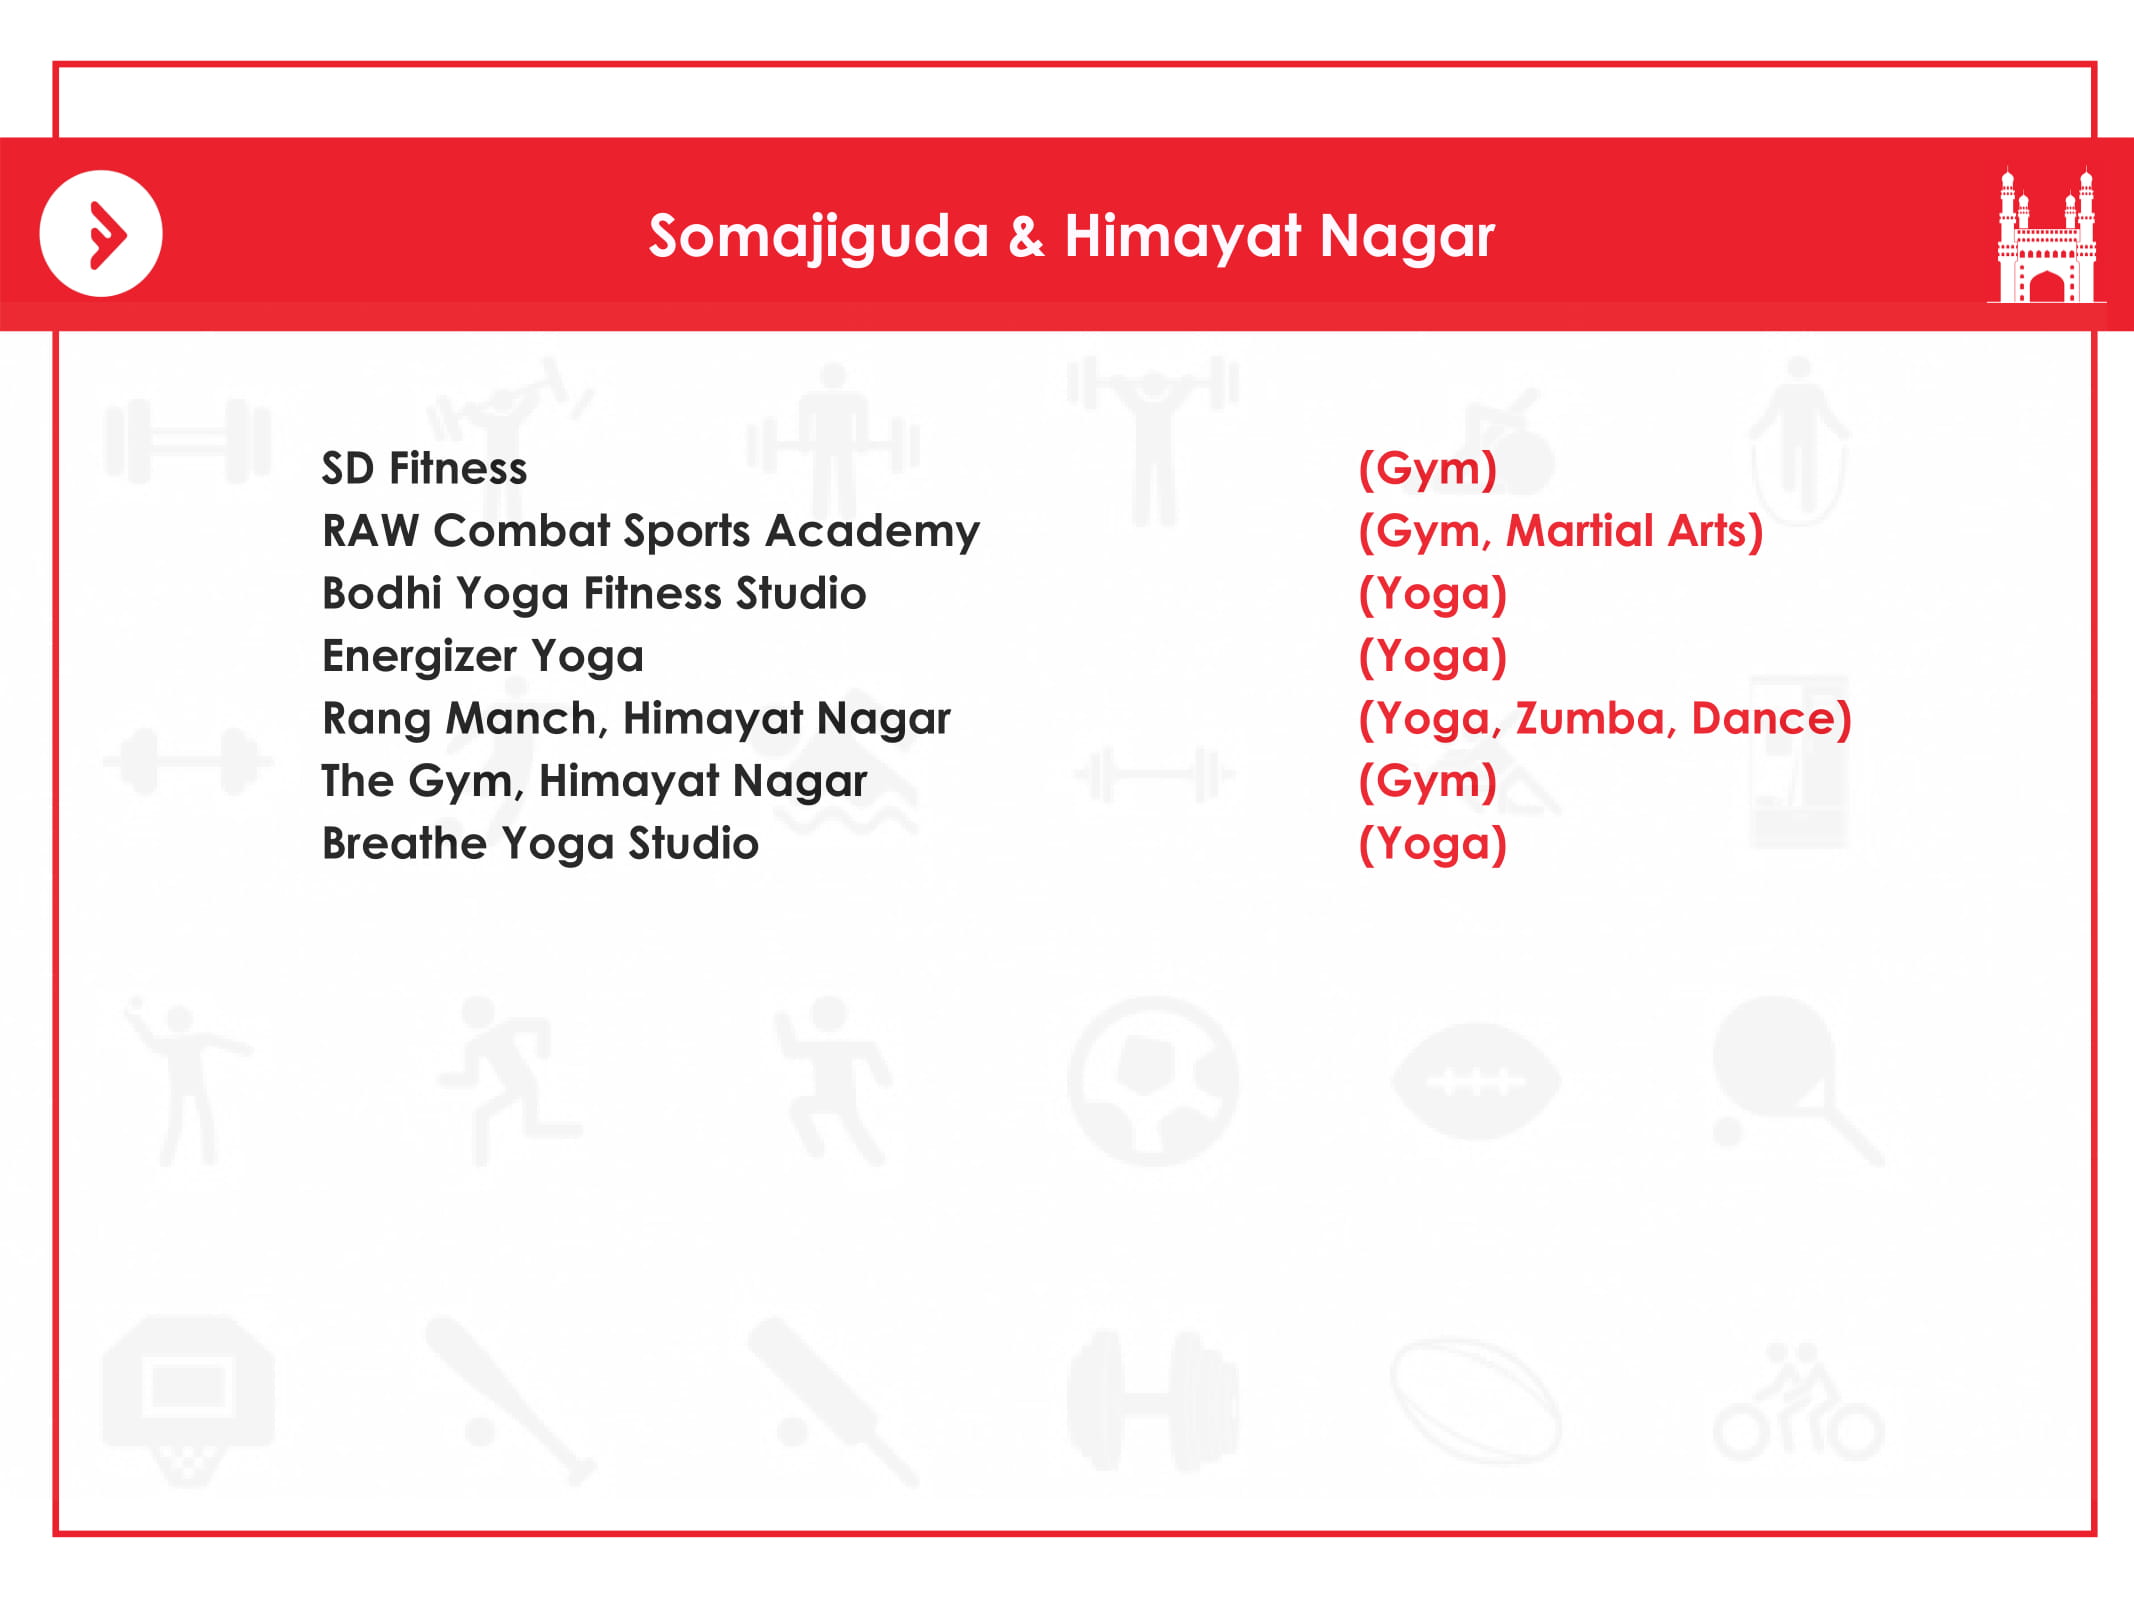 Somajiguda & Himayat Nagar
SD Fitness (Gym)
RAW Combat Sports Academy (Gym, Martial Arts)
Bodhi Yoga Fitness Studio (Yoga)
Energizer Yoga (Yoga)
Rang Manch, Himayat Nagar (Yoga, Zumba, Dance)
The Gym, Himayat Nagar (Gym)
Breathe Yoga Studio (Yoga)